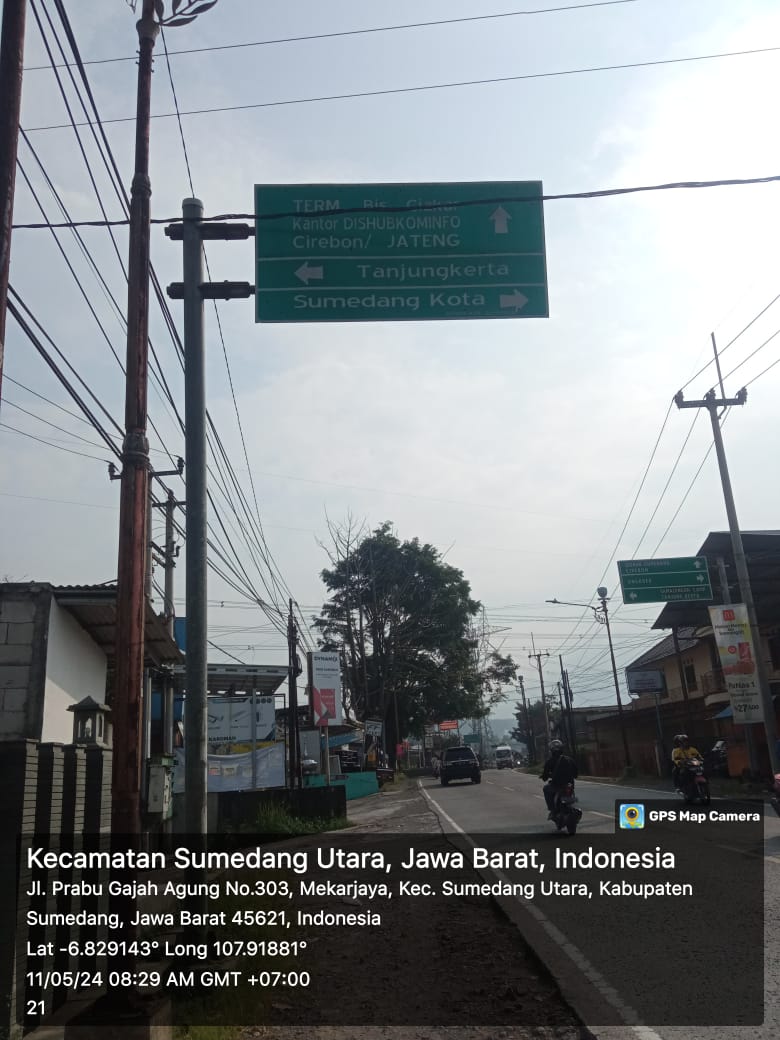 TERM Bis Ciakar
Kantor DISHUBKOMINFO
Cirebon/ JATENG
Tanjungkerta
Sumedang Kota
CIREBON
GPS Map Camera
Kecamatan Sumedang Utara, Jawa Barat, Indonesia
Jl. Prabu Gajah Agung No.303, Mekarjaya, Kec. Sumedang Utara, Kabupaten
Sumedang, Jawa Barat 45621, Indonesia
Lat -6.829143° Long 107.91881°
11/05/24 08:29 AM GMT +07:00
21